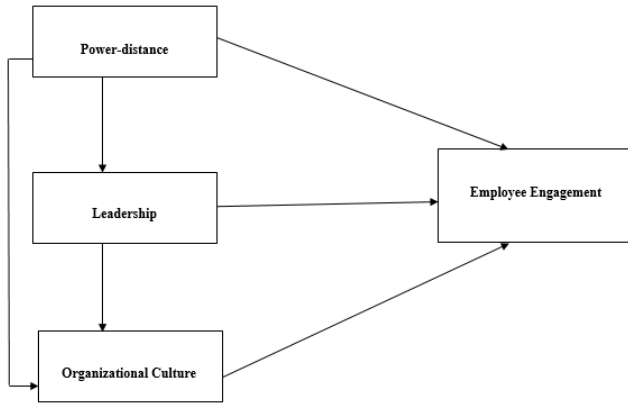 Power-distance
Employee Engagement
Leadership
Organizational Culture